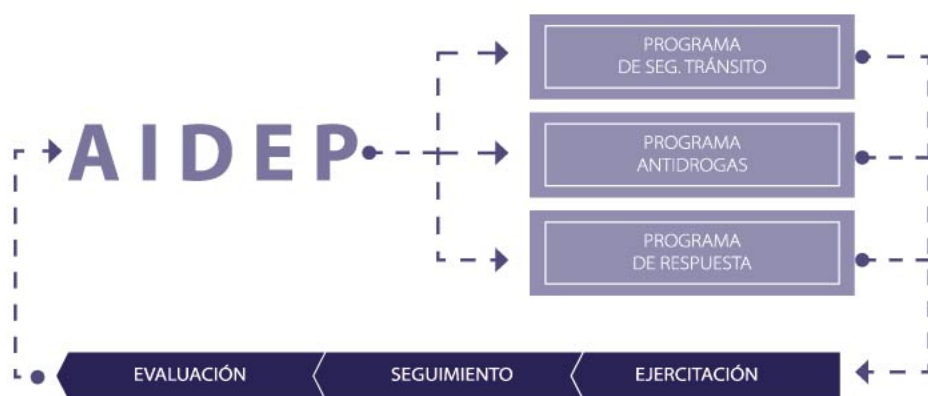 PROGRAMA
DE SEG. TRÁNSITO
AIDEP
PROGRAMA
ANTIDROGAS
PROGRAMA
DE RESPUESTA
EVALUACIÓN
SEGUIMIENTO
EJERCITACIÓN